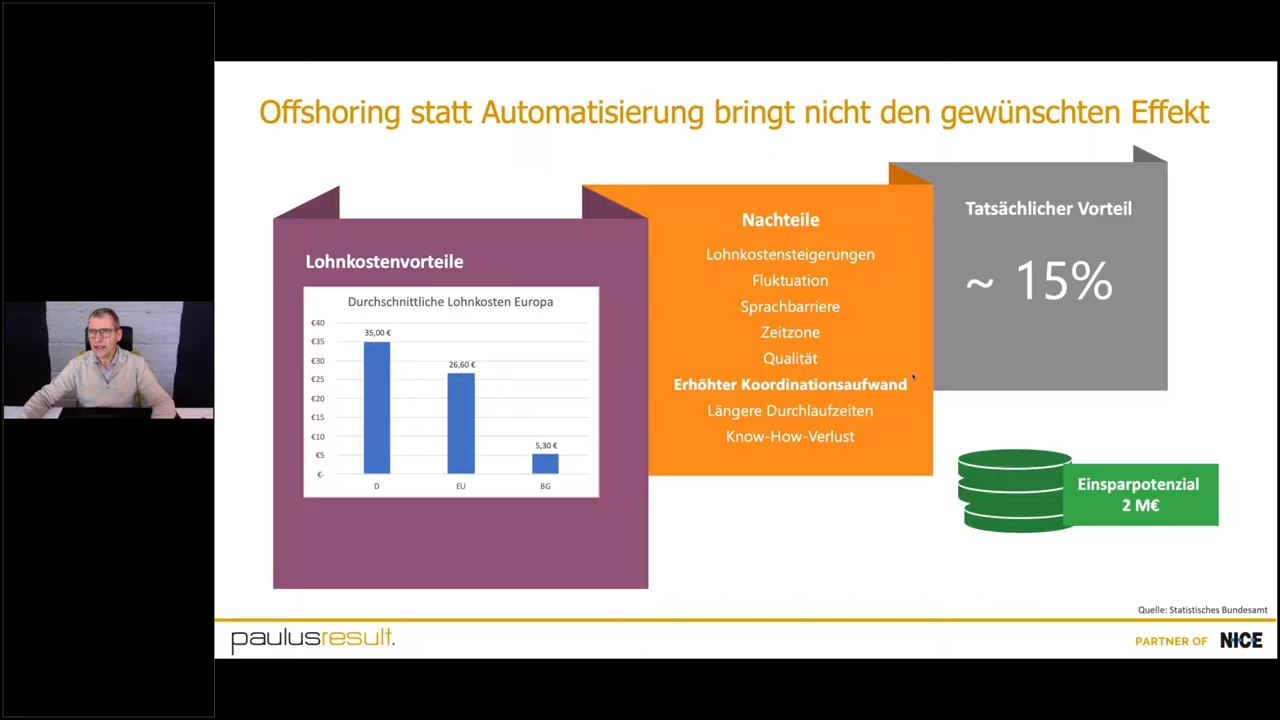 Offshoring statt Automatisierung bringt nicht den gewünschten Effekt
Lohnkostenvorteile
Durchschnittliche Lohnkosten Europa
€40
€35
€30
€25
€20
€15
€10
€5
€-
35,00 €
26,60 €
5,30 €
D
EU
BG
Nachteile
Lohnkostensteigerungen
Fluktuation
Sprachbarriere
Zeitzone
Qualität
Erhöhter Koordinationsaufwand
Längere Durchlaufzeiten
Know-How-Verlust
Tatsächlicher Vorteil
~ 15%
Einsparpotenzial
2 M€
Quelle: Statistisches Bundesamt
paulusresult.
PARTNER OF NICE